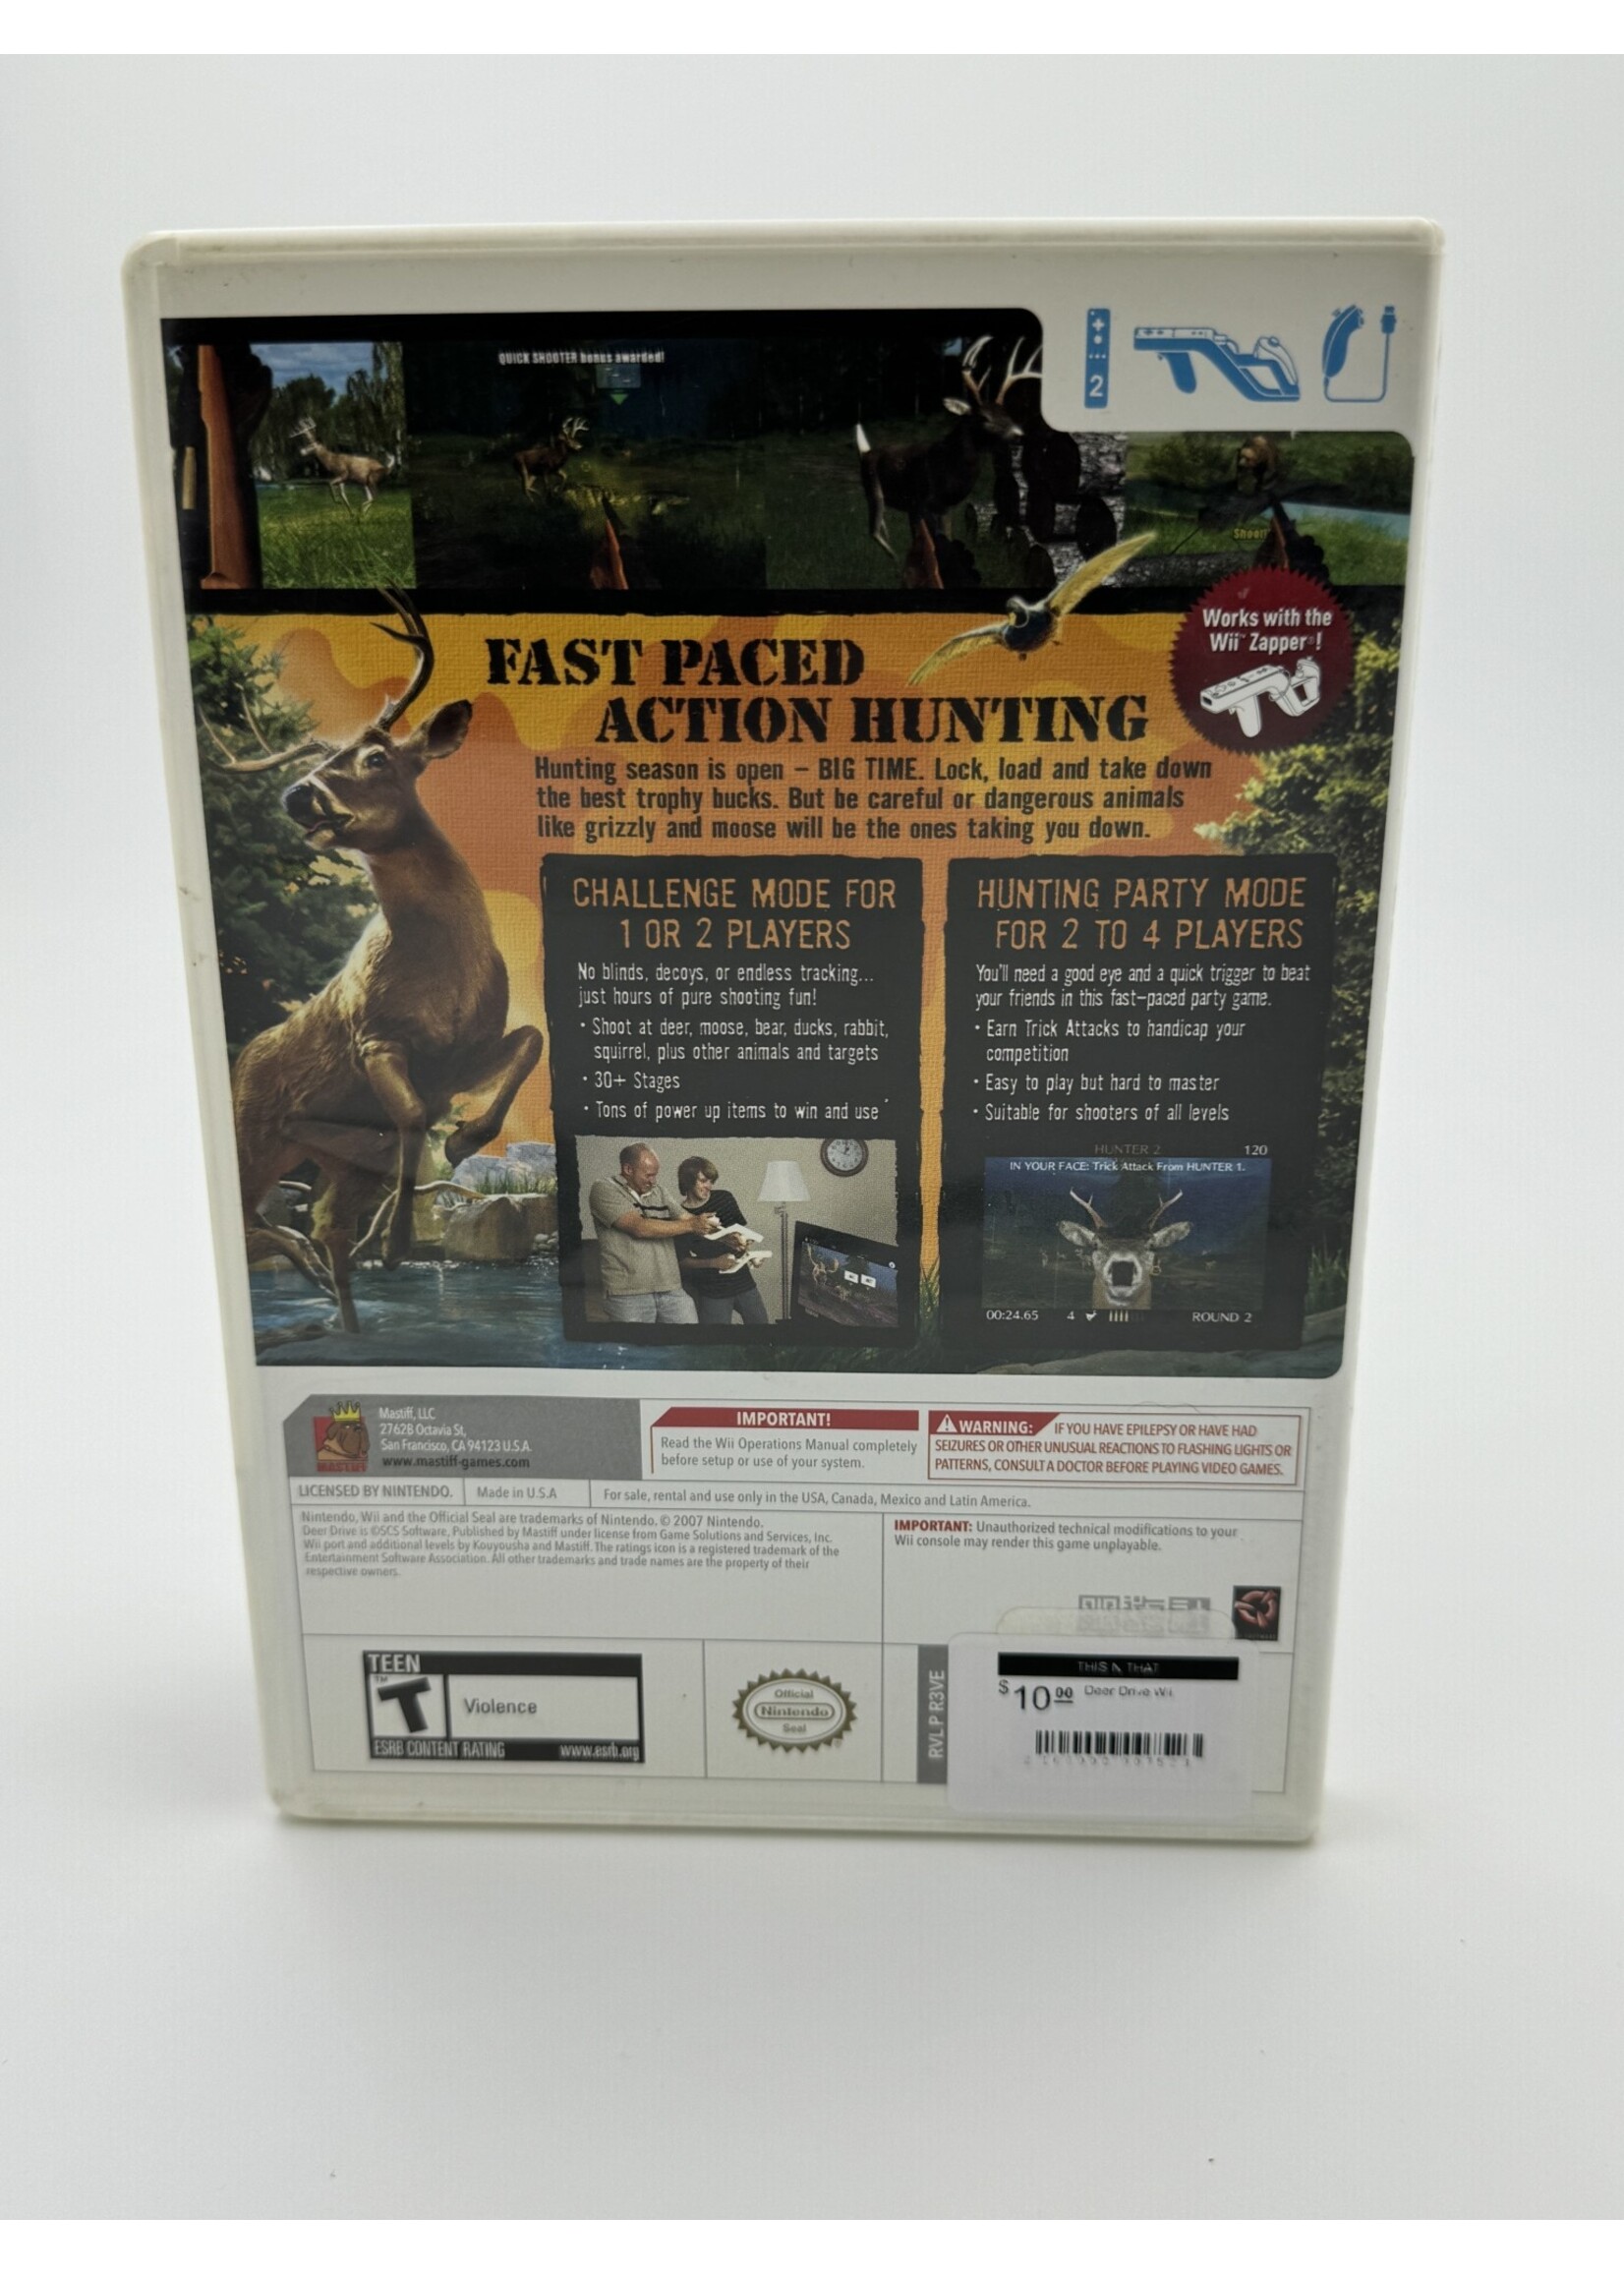 QUICK SHOOTER bonus awarded!
2
Shoot!
Works with the
Wii™ Zapper®!
FAST PACED
ACTION HUNTING
Hunting season is open – BIG TIME. Lock, load and take down
the best trophy bucks. But be careful or dangerous animals
like grizzly and moose will be the ones taking you down.
CHALLENGE MODE FOR
1 OR 2 PLAYERS
No blinds, decoys, or endless tracking...
just hours of pure shooting fun!
• Shoot at deer, moose, bear, ducks, rabbit,
squirrel, plus other animals and targets
• 30+ Stages
• Tons of power up items to win and use
HUNTING PARTY MODE
FOR 2 TO 4 PLAYERS
You'll need a good eye and a quick trigger to beat
your friends in this fast-paced party game.
• Earn Trick Attacks to handicap your
competition
• Easy to play but hard to master
• Suitable for shooters of all levels
HUNTER 2 120
IN YOUR FACE: Trick Attack From HUNTER 1.
00:24.65 4 ROUND 2
MASTIFF
Mastiff, LLC
2762B Octavia St,
San Francisco, CA 94123 U.S.A.
www.mastiff-games.com
IMPORTANT!
Read the Wii Operations Manual completely
before setup or use of your system.
WARNING: IF YOU HAVE EPILEPSY OR HAVE HAD
SEIZURES OR OTHER UNUSUAL REACTIONS TO FLASHING LIGHTS OR
PATTERNS, CONSULT A DOCTOR BEFORE PLAYING VIDEO GAMES.
LICENSED BY NINTENDO. Made in U.S.A For sale, rental and use only in the USA, Canada, Mexico and Latin America.
Nintendo, Wii and the Official Seal are trademarks of Nintendo. © 2007 Nintendo.
Deer Drive is ©SCS Software, Published by Mastiff under license from Game Solutions and Services, Inc.
Wii port and additional levels by Kouyousha and Mastiff. The ratings icon is a registered trademark of the
Entertainment Software Association. All other trademarks and trade names are the property of their
respective owners.
IMPORTANT: Unauthorized technical modifications to your
Wii console may render this game unplayable.
TEEN
T
Violence
ESRB CONTENT RATING www.esrb.org
Official
Nintendo
Seal
RVL P R3VE
THIS N THAT
$10.00 Deer Drive Wii